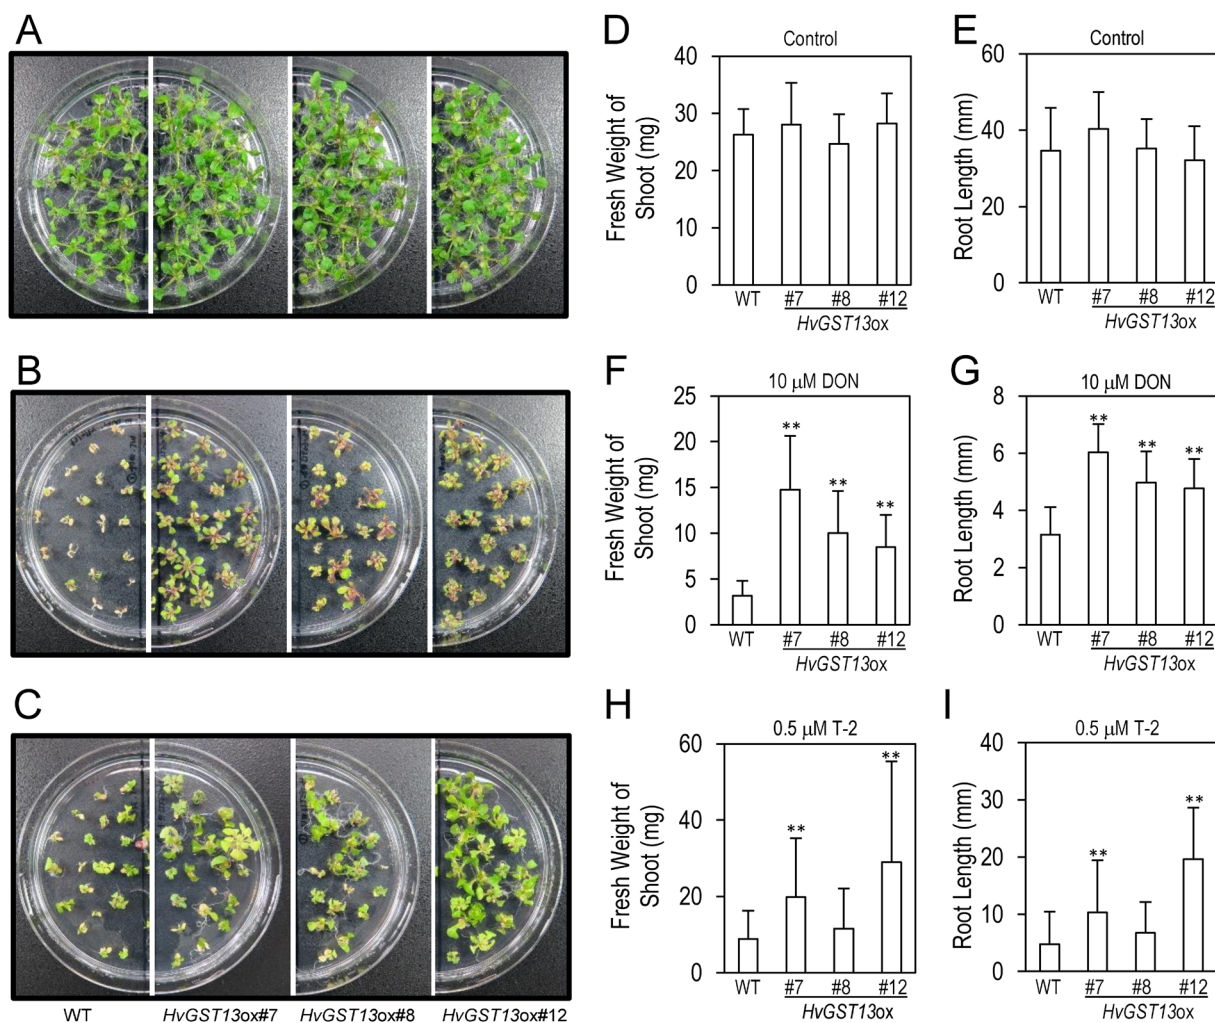 A
B
C
WT
HvGST13ox#7
HvGST13ox#8
HvGST13ox#12
D
Control
Fresh Weight of
Shoot (mg)
40
30
20
10
0
WT
#7
#8
#12
HvGST13ox
E
Control
Root Length (mm)
60
40
20
0
WT
#7
#8
#12
HvGST13ox
F
10 μM DON
Fresh Weight of
Shoot (mg)
25
20
15
10
5
0
**
**
**
WT
#7
#8
#12
HvGST13ox
G
10 μM DON
Root Length (mm)
8
6
4
2
0
**
**
**
WT
#7
#8
#12
HvGST13ox
H
0.5 μM T-2
Fresh Weight of
Shoot (mg)
60
40
20
0
**
**
WT
#7
#8
#12
HvGST13ox
I
0.5 μM T-2
Root Length (mm)
40
30
20
10
0
**
**
WT
#7
#8
#12
HvGST13ox